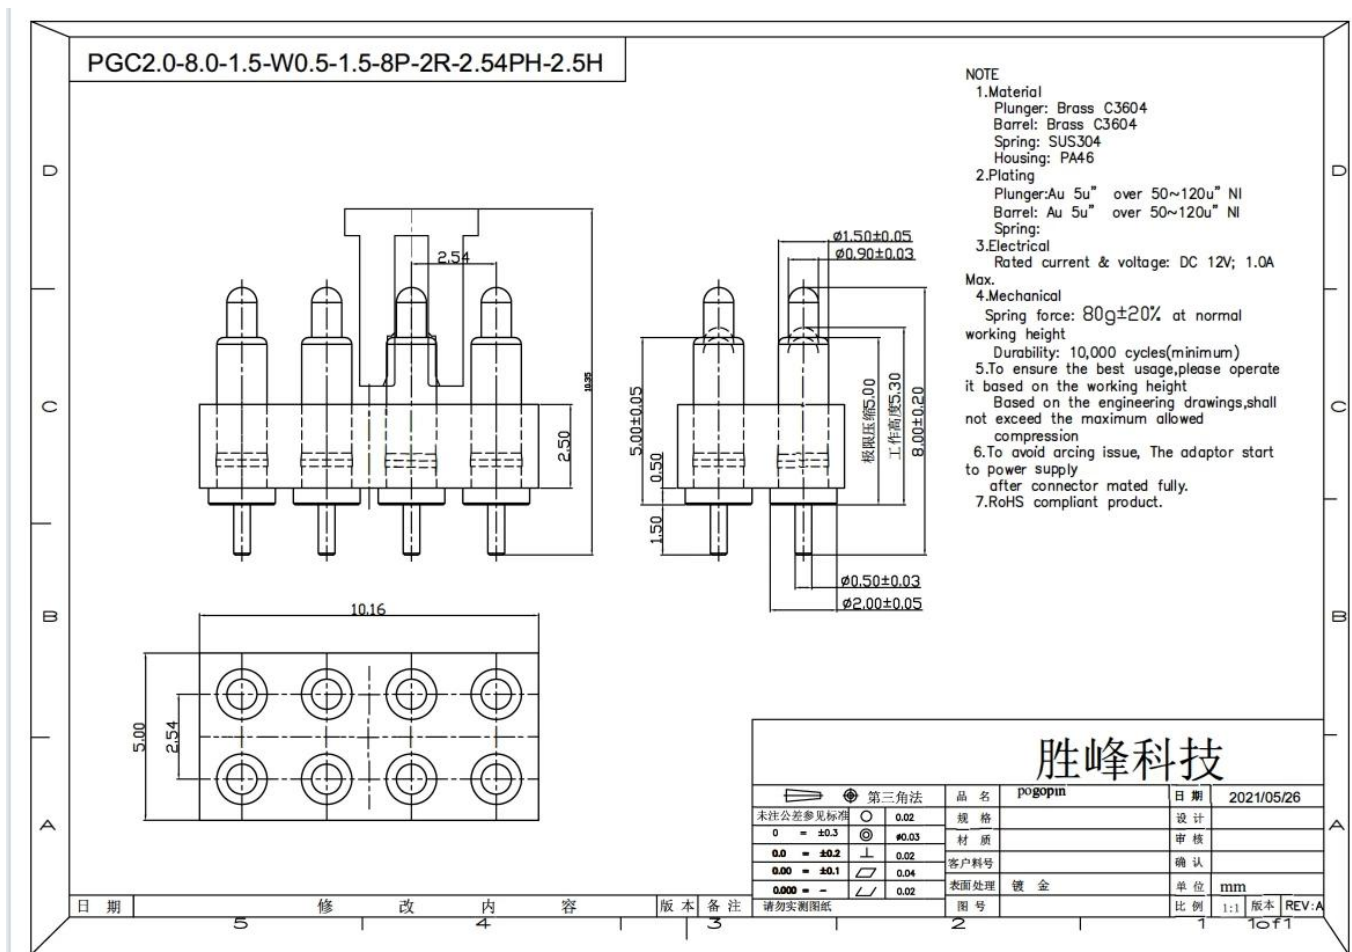 PGC2.0-8.0-1.5-W0.5-1.5-8P-2R-2.54PH-2.5H
NOTE
1.Material
Plunger: Brass C3604
Barrel: Brass C3604
Spring: SUS304
Housing: PA46
2.Plating
Plunger:Au 5u" over 50~120u" NI
Barrel: Au 5u" over 50~120u" NI
Spring:
3.Electrical
Rated current & voltage: DC 12V; 1.0A
Max.
4.Mechanical
Spring force: 80g±20% at normal
working height
Durability: 10,000 cycles(minimum)
5.To ensure the best usage,please operate
it based on the working height
Based on the engineering drawings,shall
not exceed the maximum allowed
compression
6.To avoid arcing issue, The adaptor start
to power supply
after connector mated fully.
7.RoHS compliant product.
D
D
C
C
B
B
A
A
2.54
10.35
2.50
ø1.50±0.05
ø0.90±0.03
5.00±0.05
0.50
1.50
极限压缩5.00
工作高度5.30
8.00±0.20
ø0.50±0.03
ø2.00±0.05
10.16
5.00
2.54
胜峰科技
第三角法
品 名 pogopin 日 期 2021/05/26
未注公差参见标准 0.02 规 格 设 计
0 = ±0.3 ø0.03 材 质 审 核
0.0 = ±0.2 0.02 客户料号 确 认
0.00 = ±0.1 0.04 表面处理 镀 金 单 位 mm
0.000 = - 0.02 图 号 比 例 1:1 版本 REV:A
请勿实测图纸
日 期 修 改 内 容 版 本 备 注
5 4 3 2 1 1of1